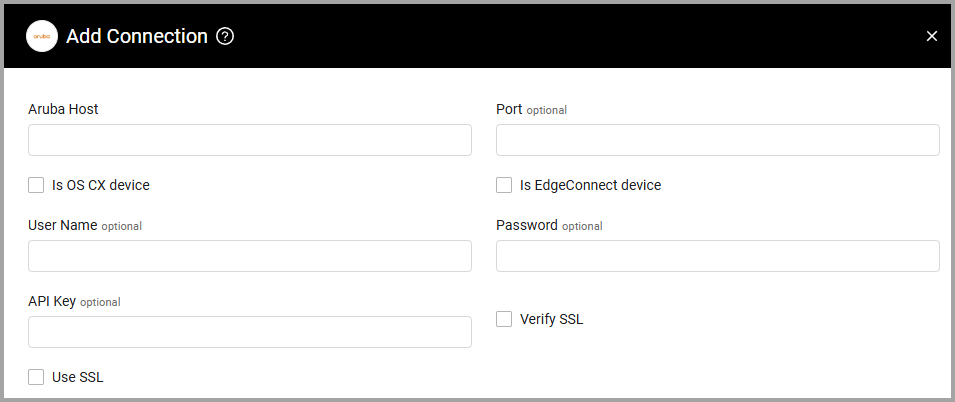 aruba Add Connection ?
Aruba Host
Port optional
Is OS CX device
Is EdgeConnect device
User Name optional
Password optional
API Key optional
Verify SSL
Use SSL